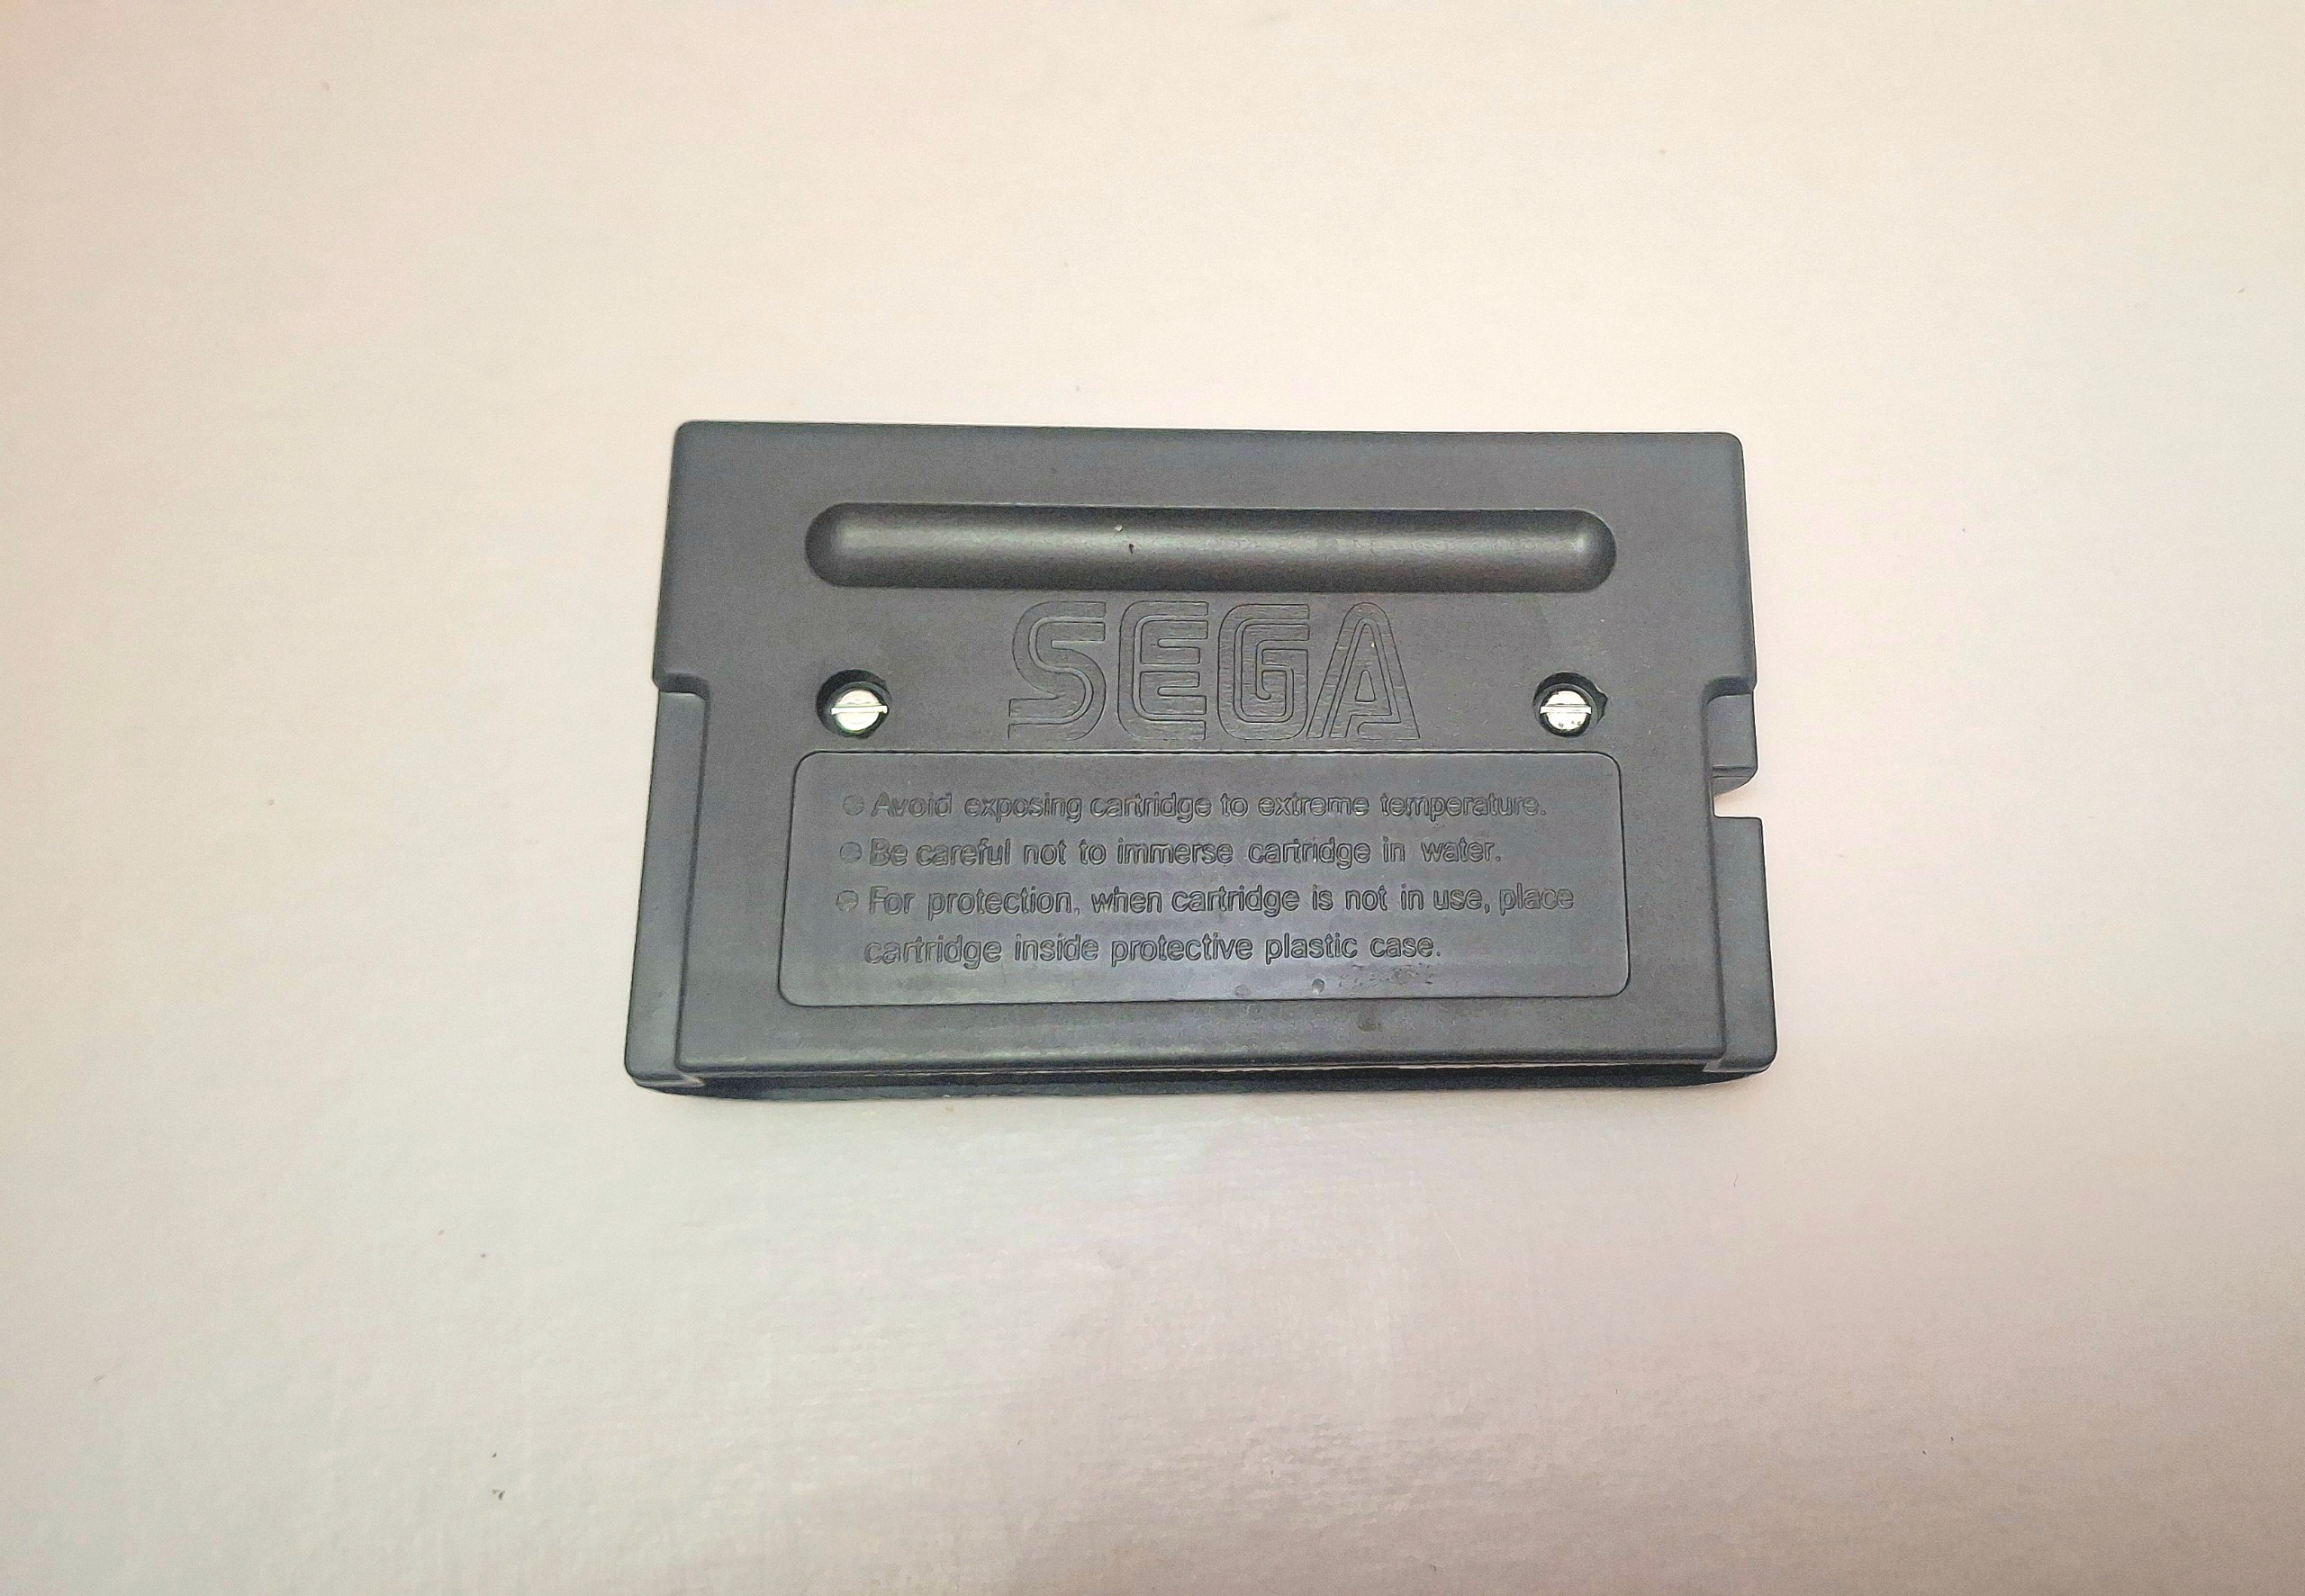 SEGA
● Avoid exposing cartridge to extreme temperature.
● Be careful not to immerse cartridge in water.
● For protection, when cartridge is not in use, place
cartridge inside protective plastic case.